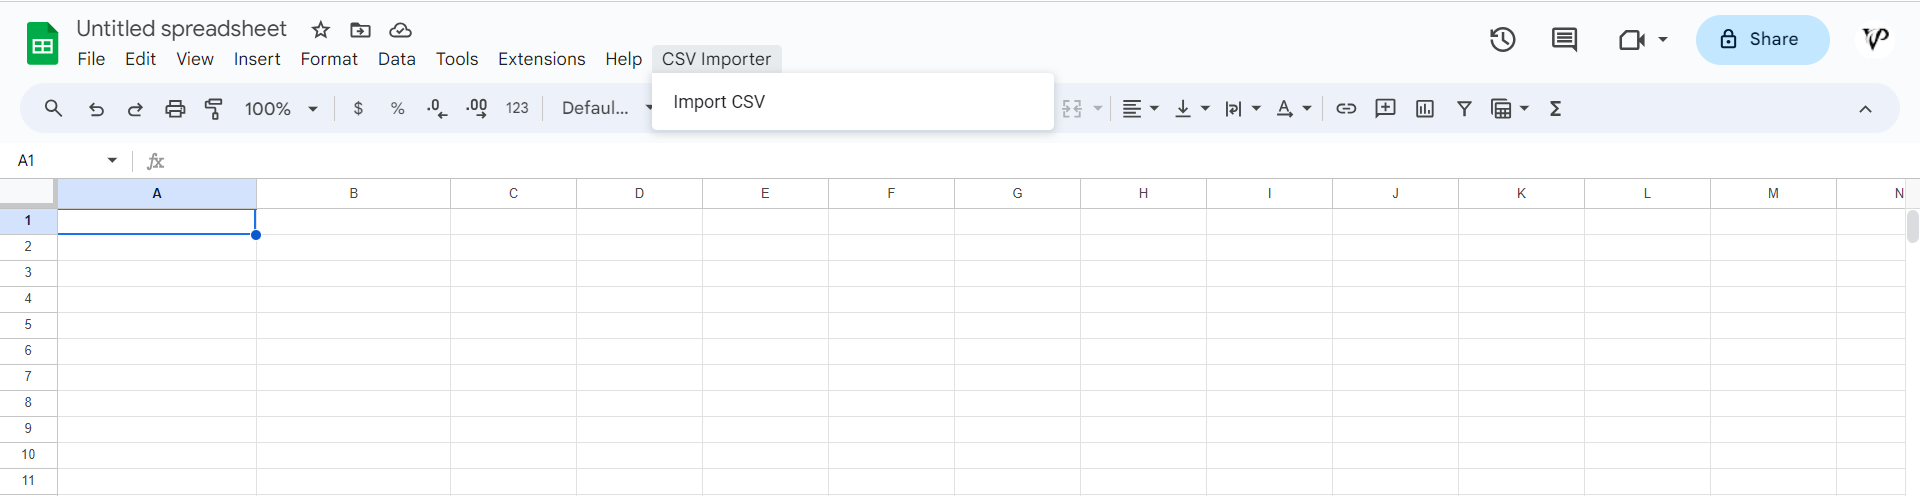 Untitled spreadsheet
File Edit View Insert Format Data Tools Extensions Help CSV Importer
Share
Import CSV
100% $ % .0 .00 123 Defaul...
A1 fx
A B C D E F G H I J K L M N
1
2
3
4
5
6
7
8
9
10
11